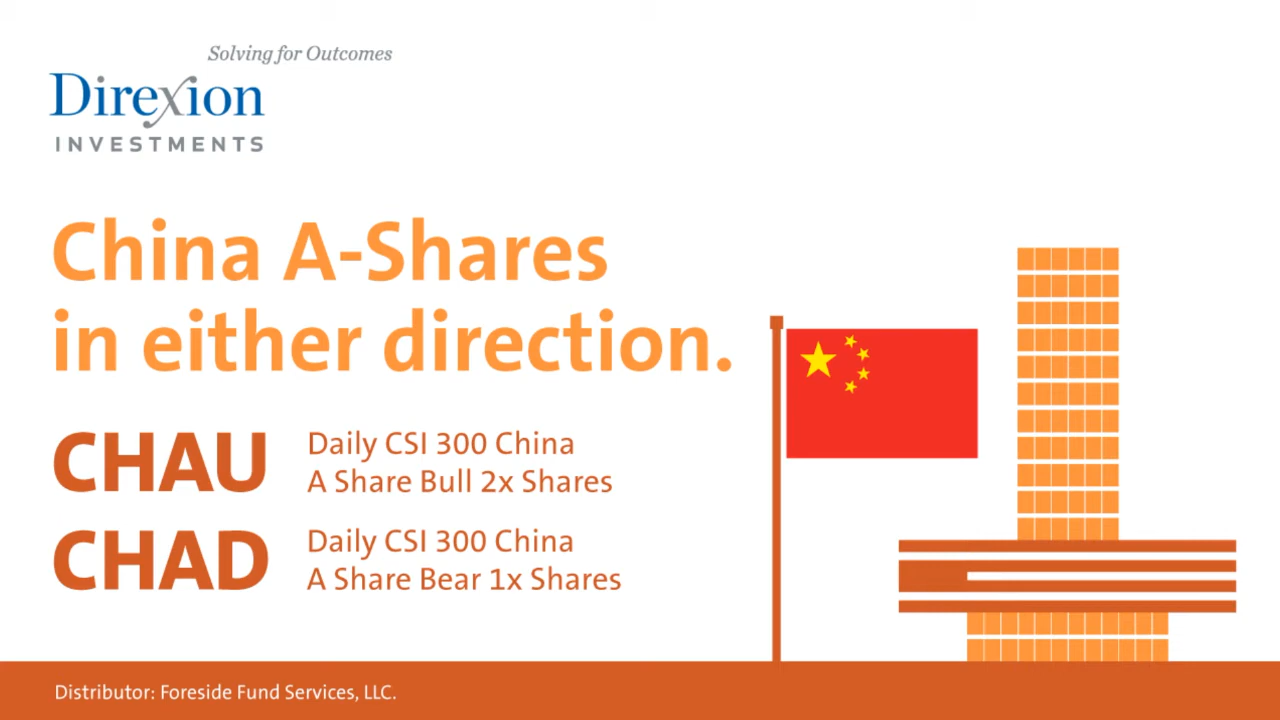 Solving for Outcomes
Direxion
INVESTMENTS
China A-Shares
in either direction.
CHAU
Daily CSI 300 China
A Share Bull 2x Shares
CHAD
Daily CSI 300 China
A Share Bear 1x Shares
Distributor: Foreside Fund Services, LLC.